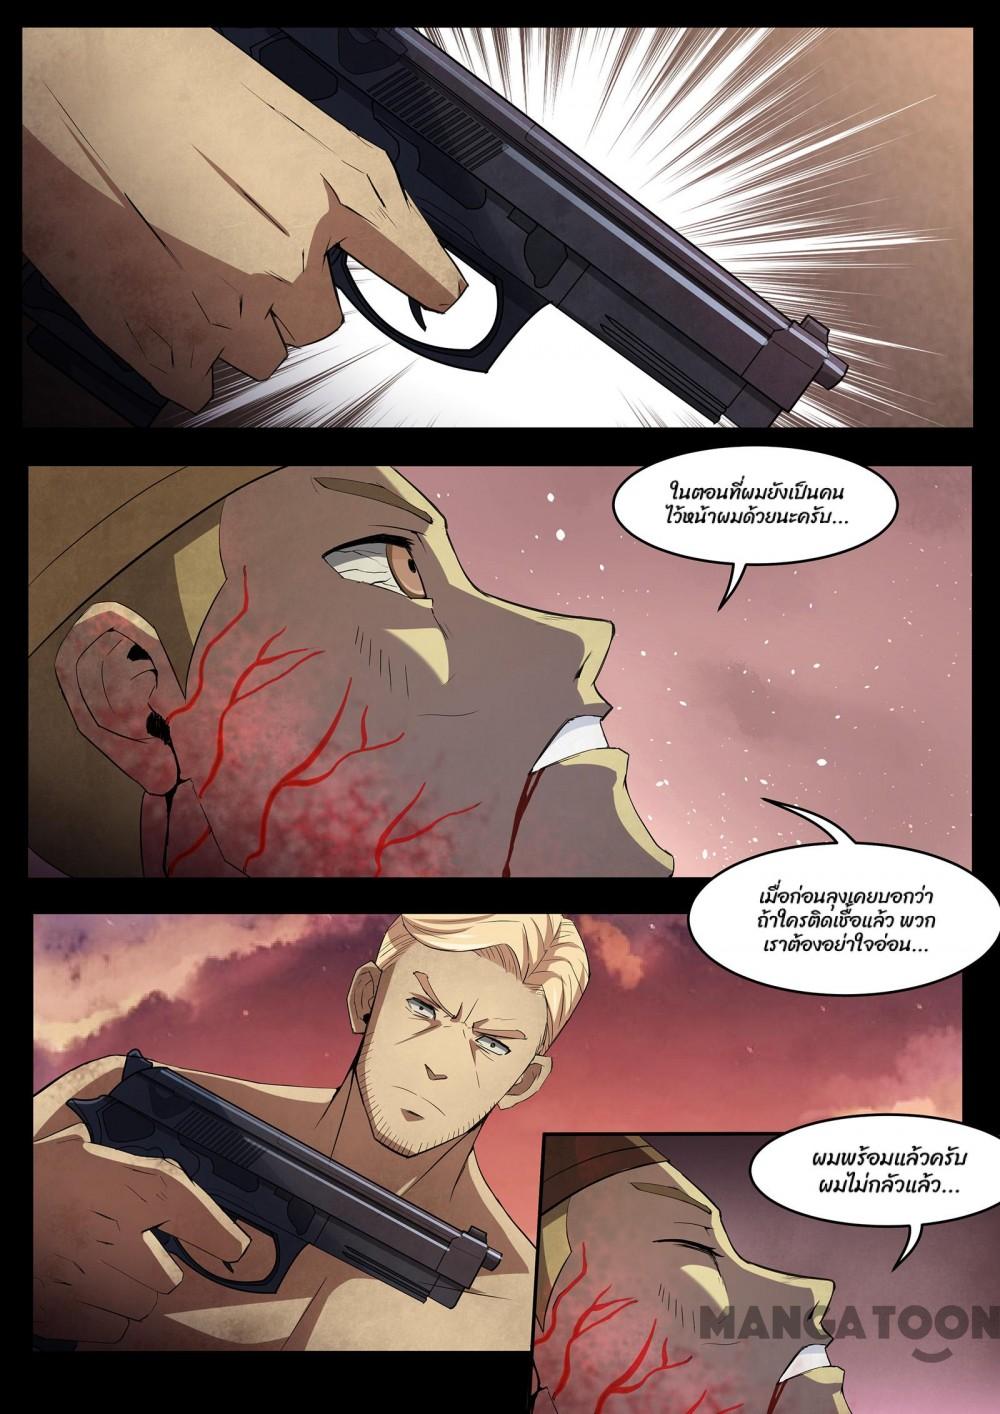 ในตอนที่ผมยังเป็นคน
ไว้หน้าผมด้วยนะครับ...
เมื่อก่อนลุงเคยบอกว่า
ถ้าใครติดเชื้อแล้ว พวก
เราต้องอย่าใจอ่อน...
ผมพร้อมแล้วครับ
ผมไม่กลัวแล้ว...
MANGATOON